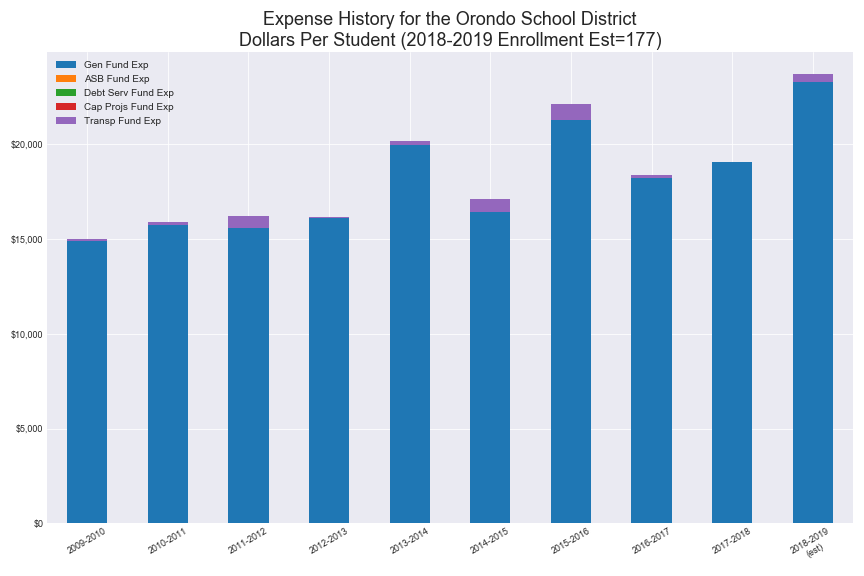 Expense History for the Orondo School District
Dollars Per Student (2018-2019 Enrollment Est=177)
Gen Fund Exp
ASB Fund Exp
Debt Serv Fund Exp
Cap Projs Fund Exp
Transp Fund Exp
$20,000
$15,000
$10,000
$5,000
$0
2009-2010
2010-2011
2011-2012
2012-2013
2013-2014
2014-2015
2015-2016
2016-2017
2017-2018
2018-2019
(est)